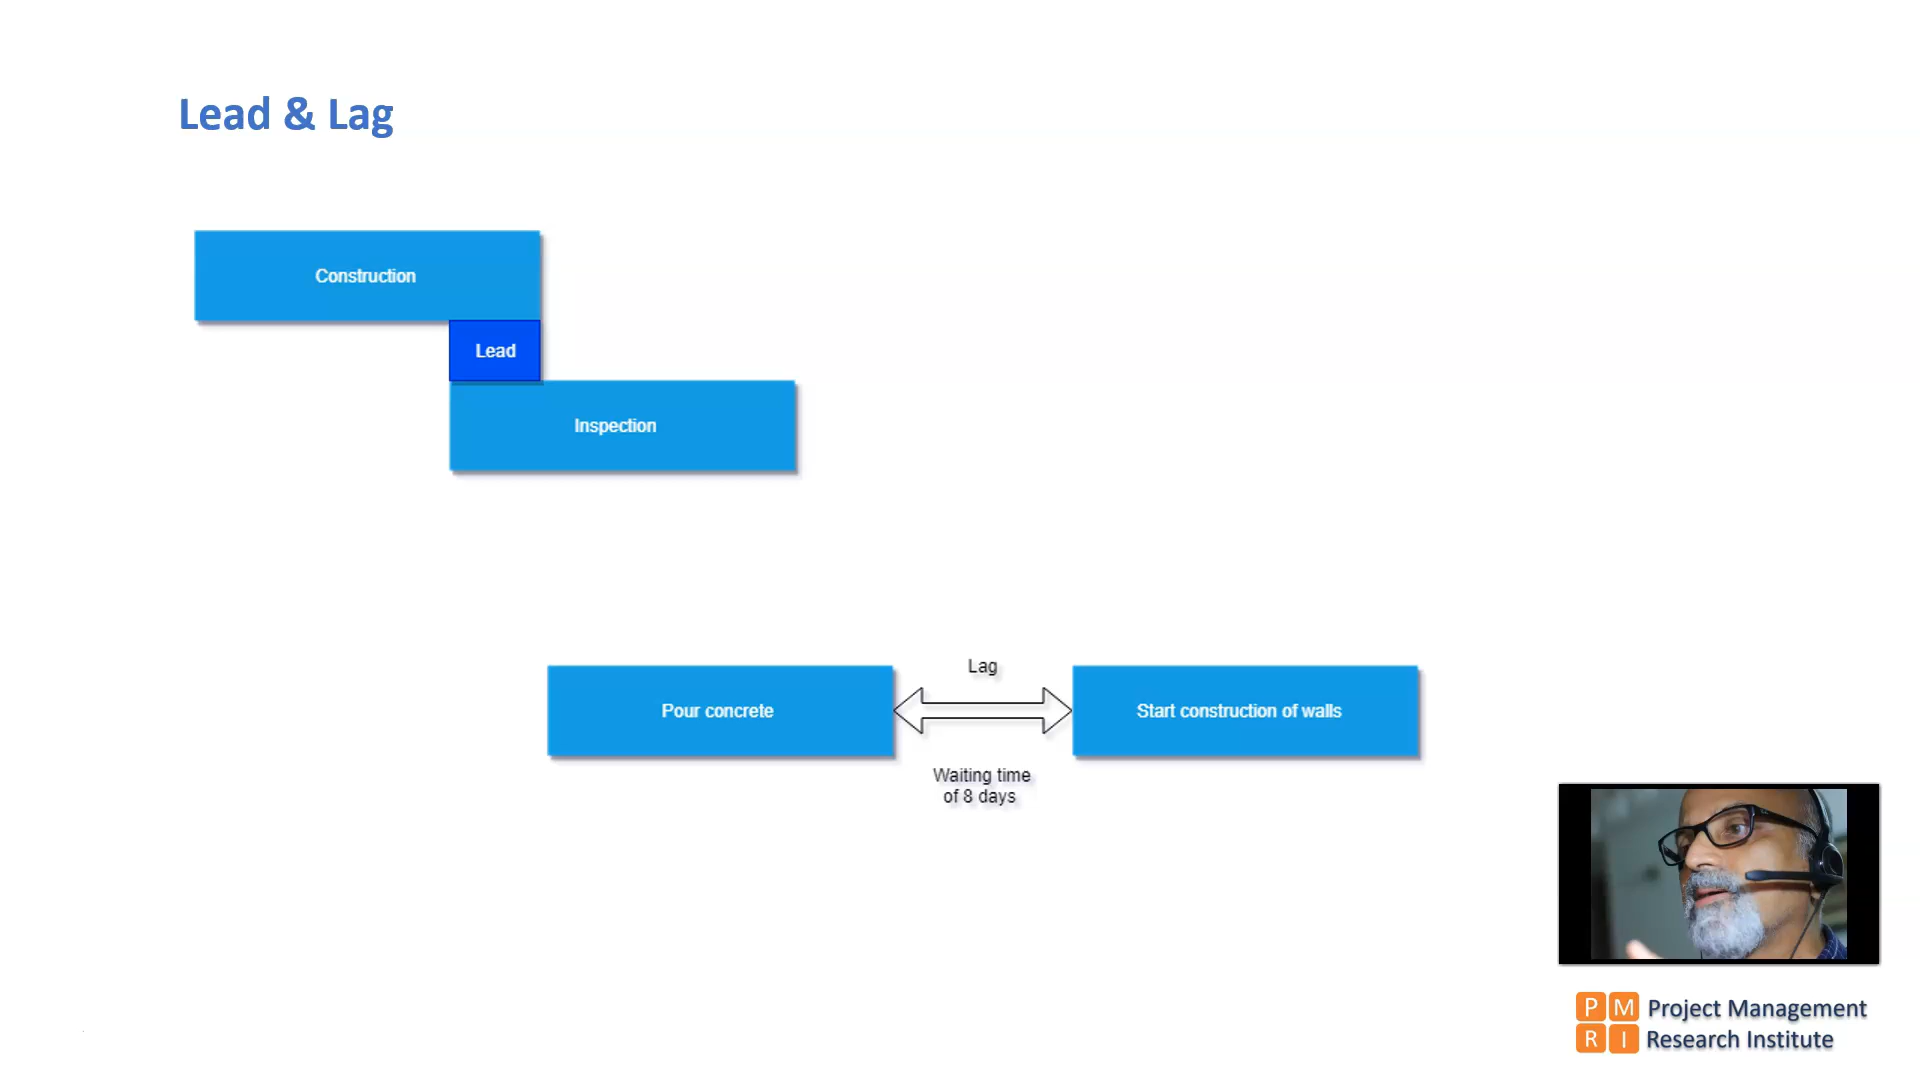 Lead & Lag
Construction
Lead
Inspection
Lag
Pour concrete
Start construction of walls
Waiting time
of 8 days
P M
R I
Project Management
Research Institute